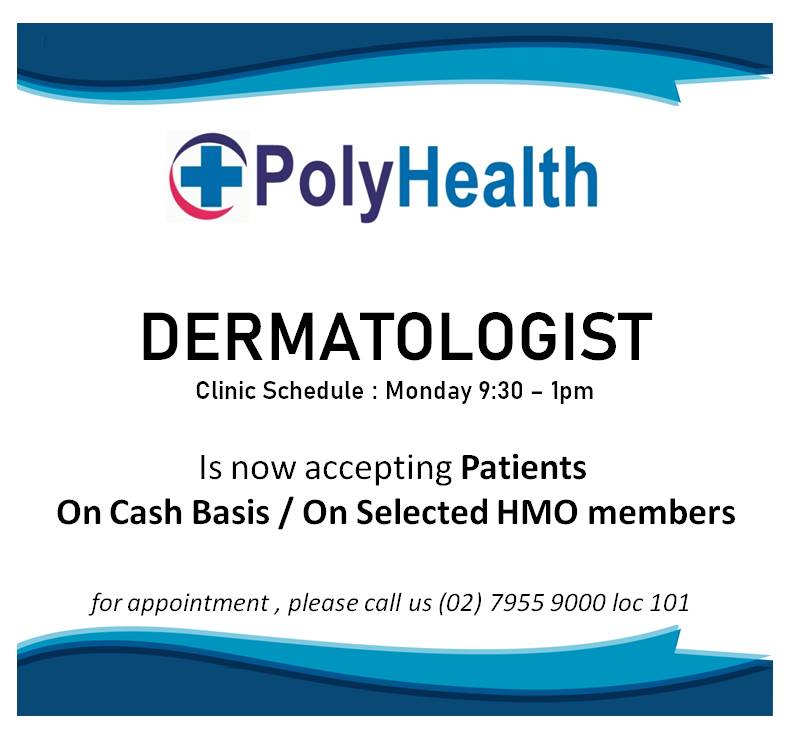 PolyHealth
DERMATOLOGIST
Clinic Schedule : Monday 9:30 – 1pm
Is now accepting Patients
On Cash Basis / On Selected HMO members
for appointment , please call us (02) 7955 9000 loc 101